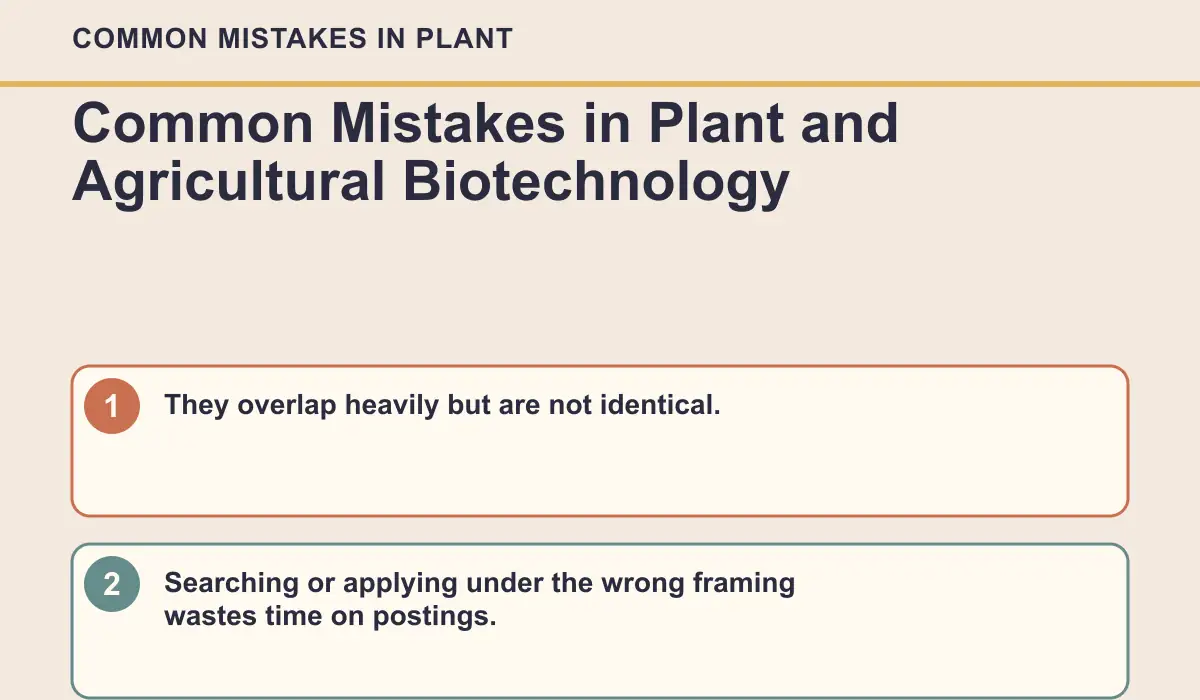 COMMON MISTAKES IN PLANT
Common Mistakes in Plant and
Agricultural Biotechnology
1
They overlap heavily but are not identical.
2
Searching or applying under the wrong framing
wastes time on postings.